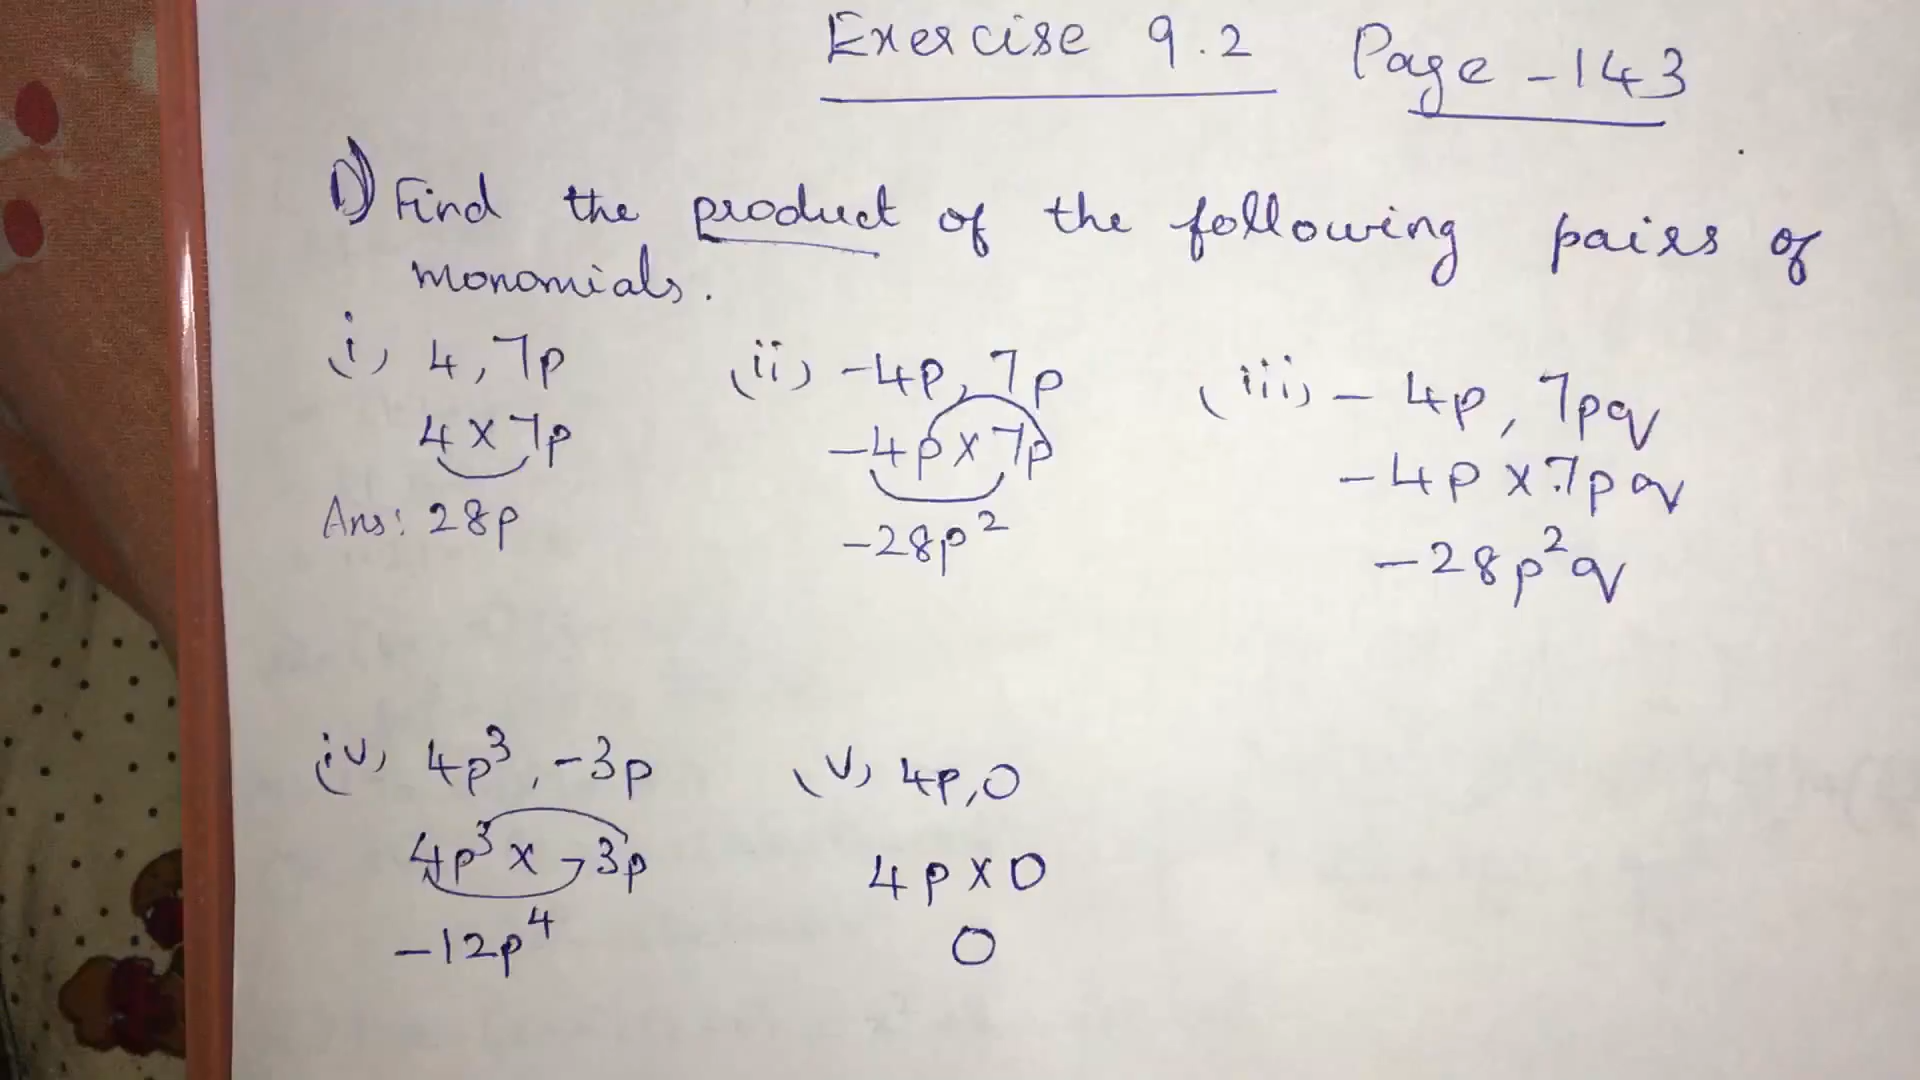 Exercise 9.2 Page - 143
1) Find the product of the following pairs of
monomials.
(i) 4, 7p
4 x 7p
Ans: 28p
(ii) -4p, 7p
-4p x 7p
-28p²
(iii) - 4p, 7pq
-4p x 7pq
-28p²q
(iv) 4p³, -3p
4p³ x -3p
-12p⁴
(v) 4p, 0
4p x 0
0